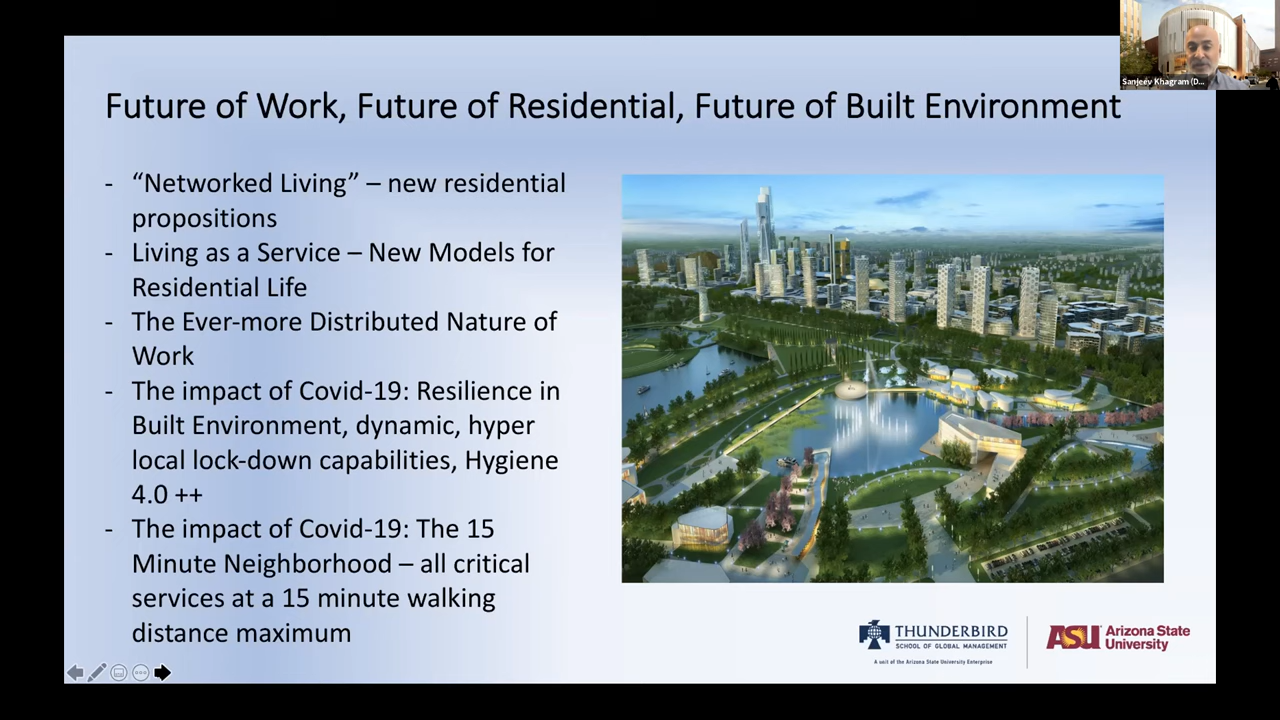 Sanjeev Khagram (D...
Future of Work, Future of Residential, Future of Built Environment
- “Networked Living” – new residential
propositions
- Living as a Service – New Models for
Residential Life
- The Ever-more Distributed Nature of
Work
- The impact of Covid-19: Resilience in
Built Environment, dynamic, hyper
local lock-down capabilities, Hygiene
4.0 ++
- The impact of Covid-19: The 15
Minute Neighborhood – all critical
services at a 15 minute walking
distance maximum
THUNDERBIRD
SCHOOL OF GLOBAL MANAGEMENT
A unit of the Arizona State University Enterprise
ASU Arizona State
University